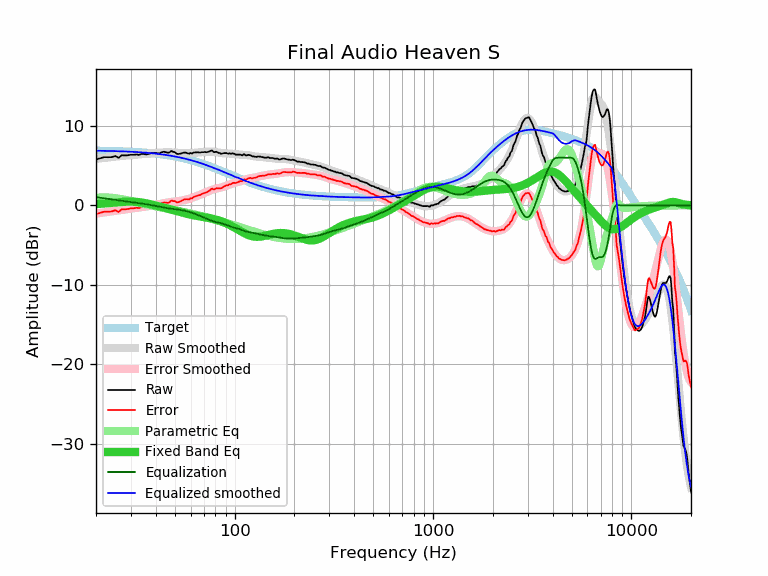 Final Audio Heaven S
Amplitude (dBr)
10
0
−10
−20
−30
Target
Raw Smoothed
Error Smoothed
Raw
Error
Parametric Eq
Fixed Band Eq
Equalization
Equalized smoothed
100
1000
10000
Frequency (Hz)